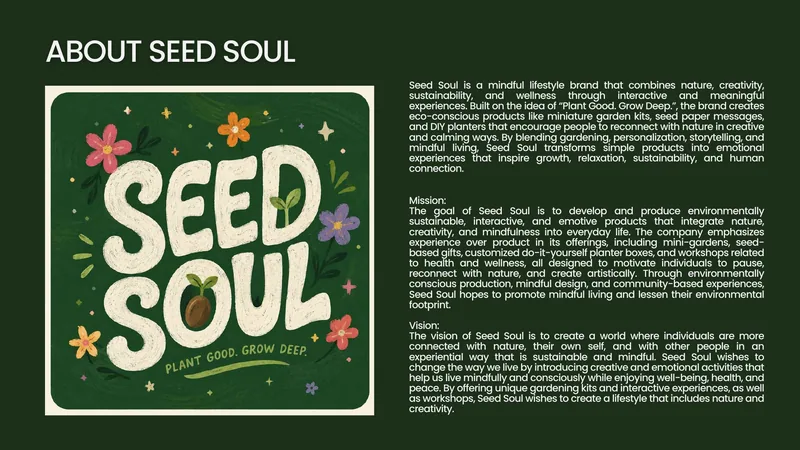 ABOUT SEED SOUL
SEED
SOUL
PLANT GOOD. GROW DEEP.
Seed Soul is a mindful lifestyle brand that combines nature, creativity,
sustainability, and wellness through interactive and meaningful
experiences. Built on the idea of “Plant Good. Grow Deep.”, the brand creates
eco-conscious products like miniature garden kits, seed paper messages,
and DIY planters that encourage people to reconnect with nature in creative
and calming ways. By blending gardening, personalization, storytelling, and
mindful living, Seed Soul transforms simple products into emotional
experiences that inspire growth, relaxation, sustainability, and human
connection.
Mission:
The goal of Seed Soul is to develop and produce environmentally
sustainable, interactive, and emotive products that integrate nature,
creativity, and mindfulness into everyday life. The company emphasizes
experience over product in its offerings, including mini-gardens, seed-
based gifts, customized do-it-yourself planter boxes, and workshops related
to health and wellness, all designed to motivate individuals to pause,
reconnect with nature, and create artistically. Through environmentally
conscious production, mindful design, and community-based experiences,
Seed Soul hopes to promote mindful living and lessen their environmental
footprint.
Vision:
The vision of Seed Soul is to create a world where individuals are more
connected with nature, their own self, and with other people in an
experiential way that is sustainable and mindful. Seed Soul wishes to
change the way we live by introducing creative and emotional activities that
help us live mindfully and consciously while enjoying well-being, health, and
peace. By offering unique gardening kits and interactive experiences, as well
as workshops, Seed Soul wishes to create a lifestyle that includes nature and
creativity.